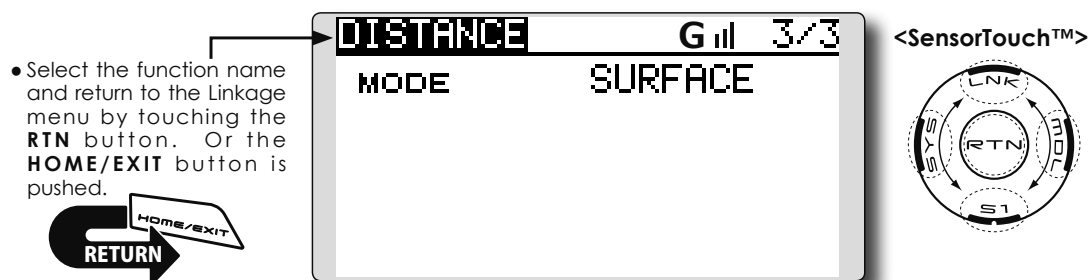 ● Select the function name
and return to the Linkage
menu by touching the
RTN button. Or the
HOME/EXIT button is
pushed.
HOME/EXIT
RETURN
DISTANCE G 3/3
MODE SURFACE
<SensorTouch™>
LNK
SYS RTN MDL
S1